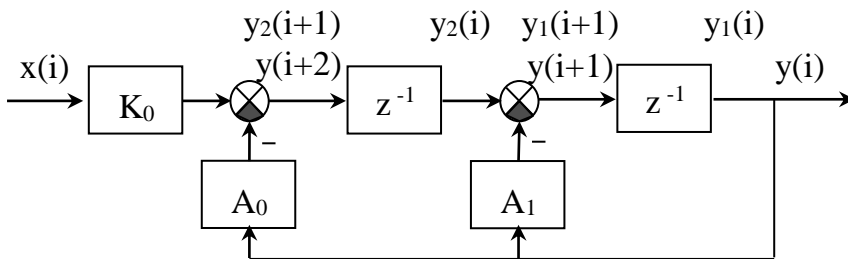 y₂(i+1) y₂(i) y₁(i+1) y₁(i)
x(i) y(i+2) y(i+1) y(i)
K₀ z⁻¹ z⁻¹
– –
A₀ A₁